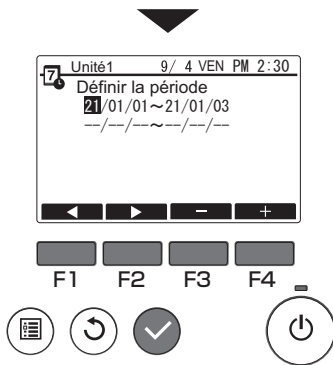 7
Unité1 9/ 4 VEN PM 2:30
Définir la période
21/01/01～21/01/03
--/--/--～--/--/--
− +
F1 F2 F3 F4